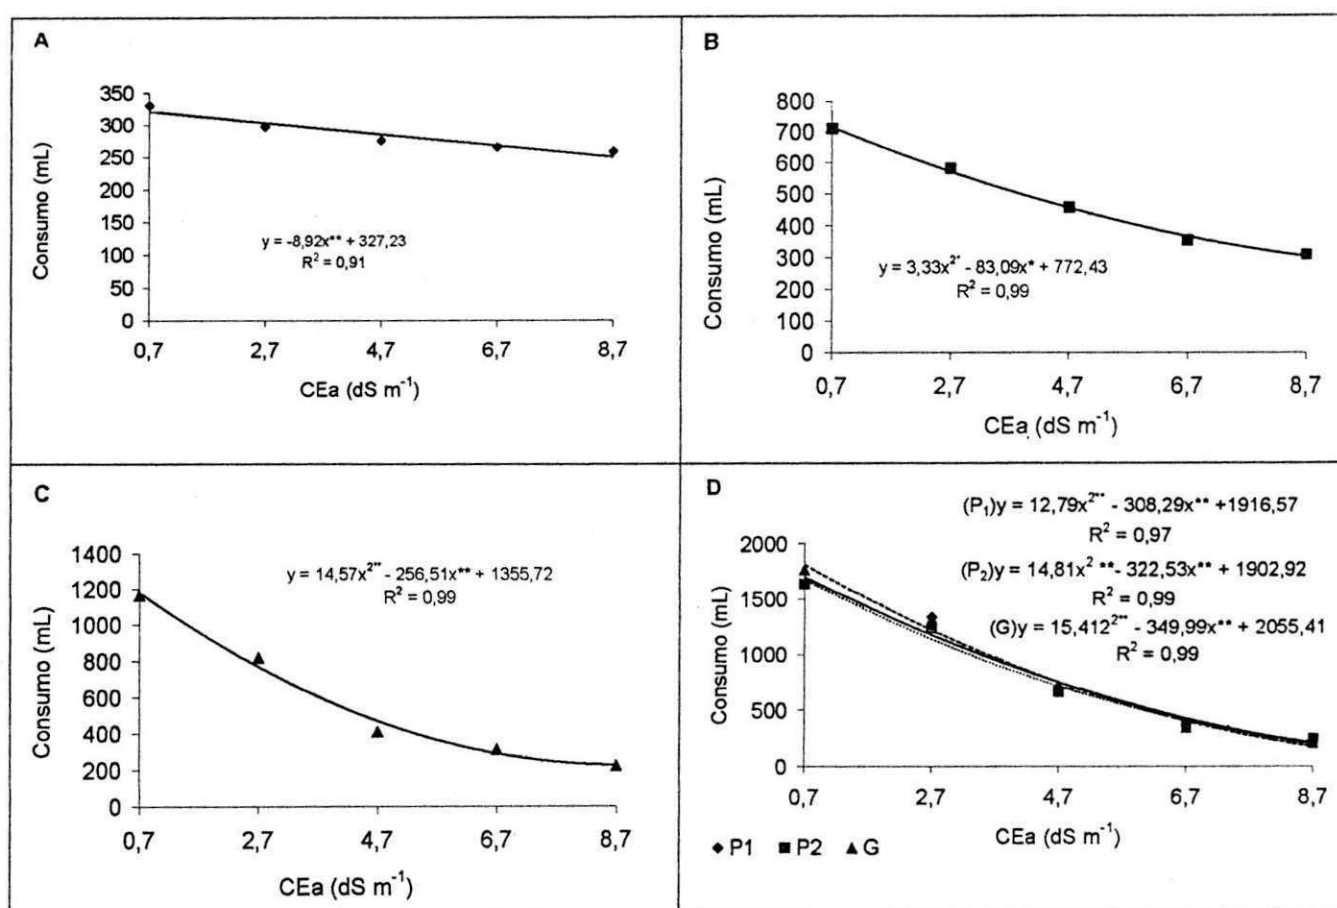 A
Consumo (mL)
350
300
250
200
150
100
50
0
y = -8,92x** + 327,23
R² = 0,91
0,7 2,7 4,7 6,7 8,7
CEa (dS m⁻¹)
B
Consumo (mL)
800
700
600
500
400
300
200
100
0
y = 3,33x²* - 83,09x* + 772,43
R² = 0,99
0,7 2,7 4,7 6,7 8,7
CEa (dS m⁻¹)
C
Consumo (mL)
1400
1200
1000
800
600
400
200
0
y = 14,57x²** - 256,51x** + 1355,72
R² = 0,99
0,7 2,7 4,7 6,7 8,7
CEa (dS m⁻¹)
D
(P₁)y = 12,79x²** - 308,29x** +1916,57
R² = 0,97
(P₂)y = 14,81x² **- 322,53x** + 1902,92
R² = 0,99
(G)y = 15,412²** - 349,99x** + 2055,41
R² = 0,99
Consumo (mL)
2000
1500
1000
500
0
0,7 2,7 4,7 6,7 8,7
CEa (dS m⁻¹)
P1 P2 G